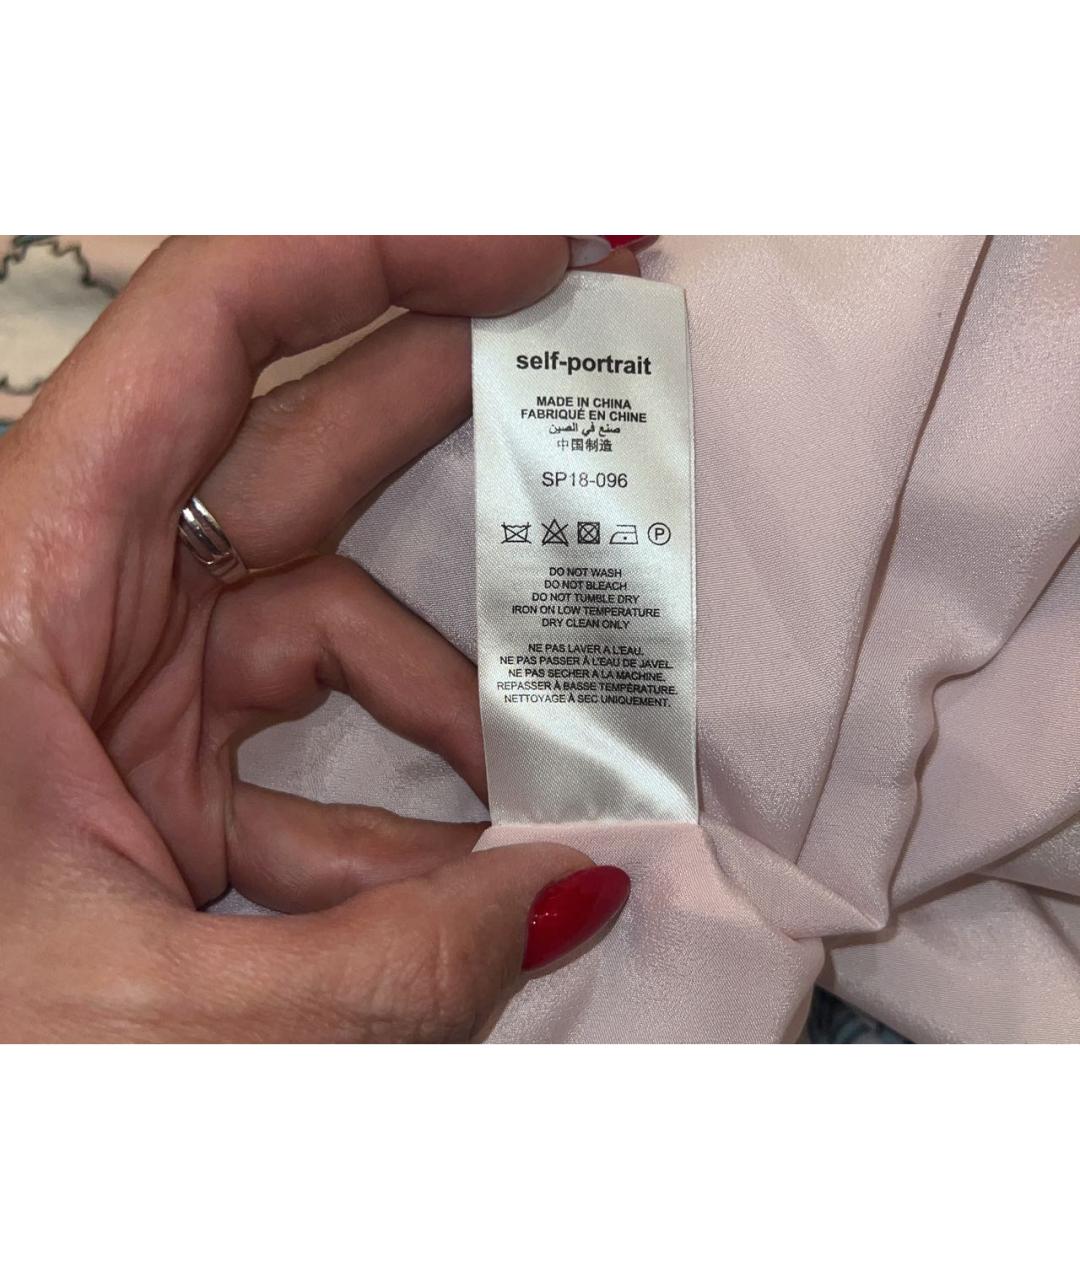 self-portrait
MADE IN CHINA
FABRIQUÉ EN CHINE
صنع في الصين
中国制造
SP18-096
P
DO NOT WASH
DO NOT BLEACH
DO NOT TUMBLE DRY
IRON ON LOW TEMPERATURE
DRY CLEAN ONLY
NE PAS LAVER A L'EAU.
NE PAS PASSER À L'EAU DE JAVEL.
NE PAS SECHER A LA MACHINE.
REPASSER À BASSE TEMPÉRATURE.
NETTOYAGE À SEC UNIQUEMENT.